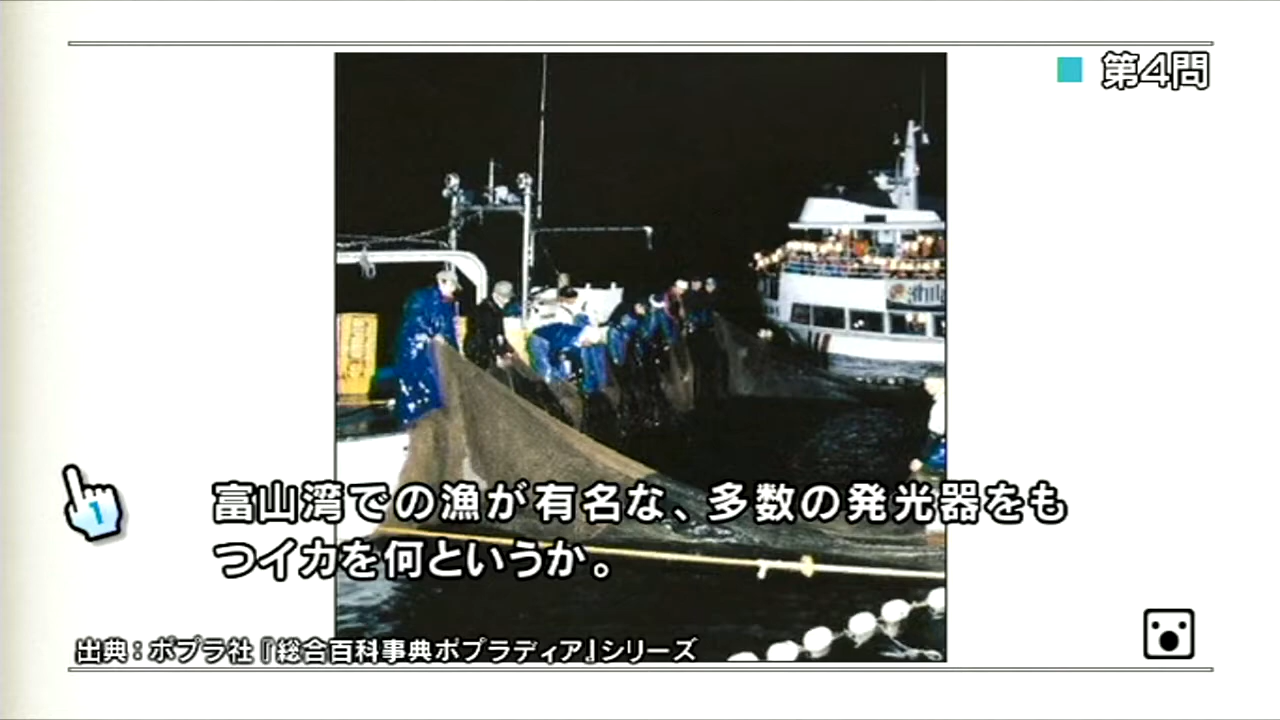 第4問
富山湾での漁が有名な、多数の発光器をも
つイカを何というか。
1
出典：ポプラ社『総合百科事典ポプラディア』シリーズ